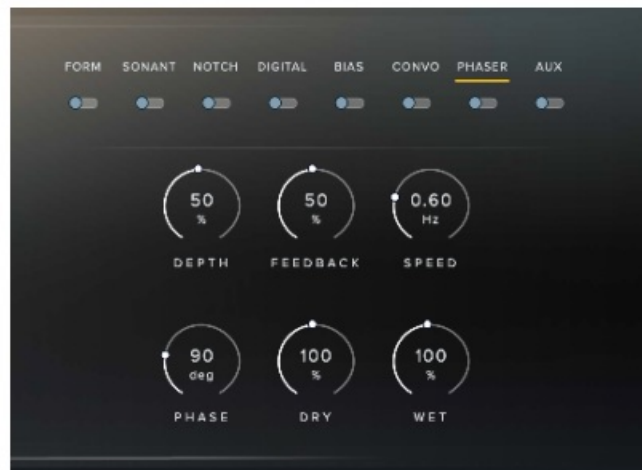 FORM SONANT NOTCH DIGITAL BIAS CONVO PHASER AUX
50 50 0.60
% % Hz
DEPTH FEEDBACK SPEED
90 100 100
deg % %
PHASE DRY WET